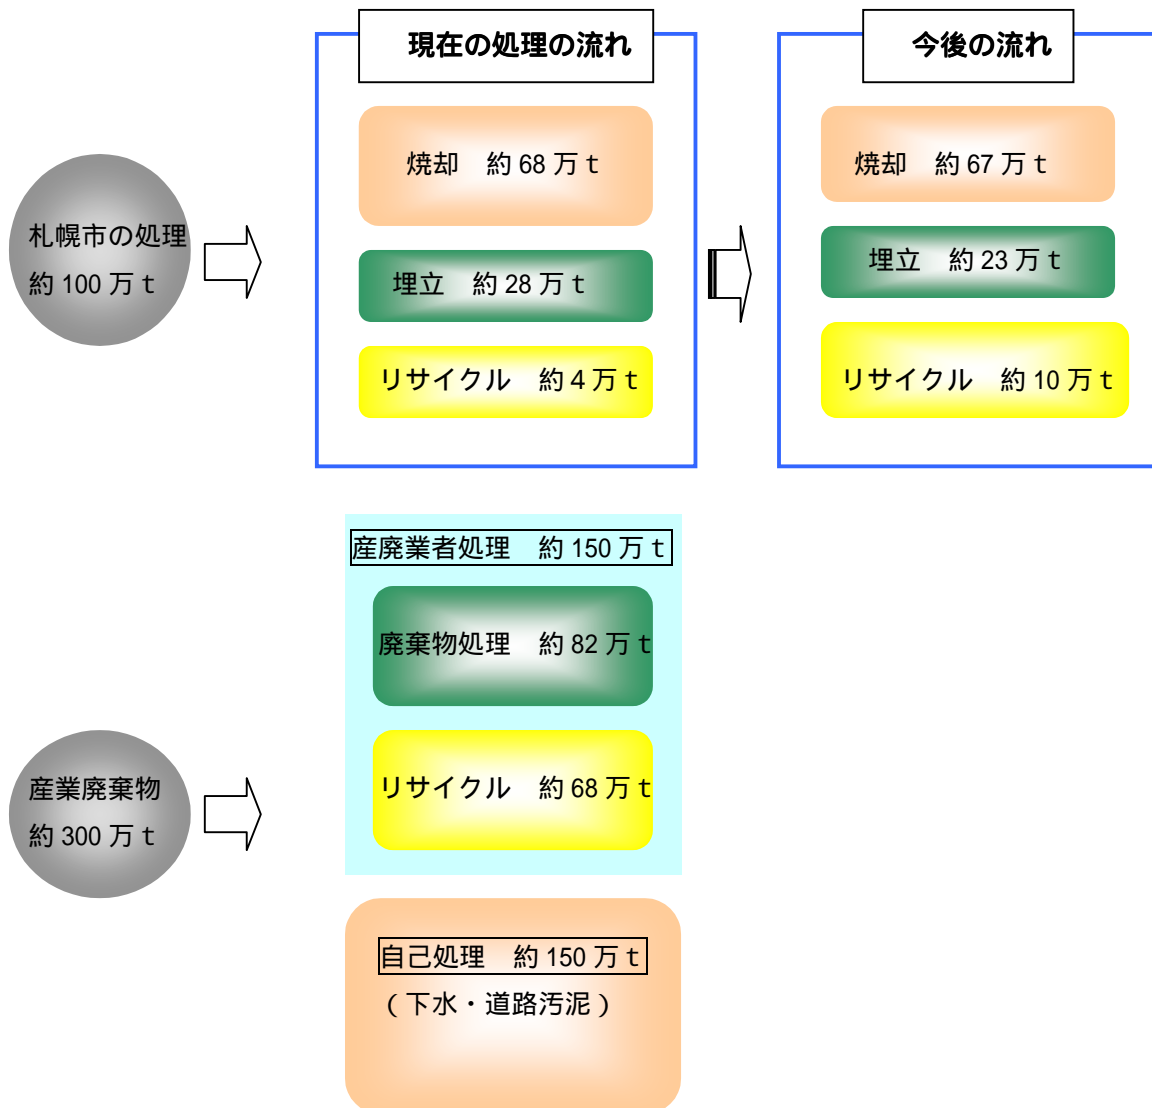 現在の処理の流れ
今後の流れ
札幌市の処理
約 100 万 t
焼却　約 68 万 t
埋立　約 28 万 t
リサイクル　約 4 万 t
焼却　約 67 万 t
埋立　約 23 万 t
リサイクル　約 10 万 t
産業廃棄物
約 300 万 t
産廃業者処理　約 150 万 t
廃棄物処理　約 82 万 t
リサイクル　約 68 万 t
自己処理　約 150 万 t
（下水・道路汚泥）